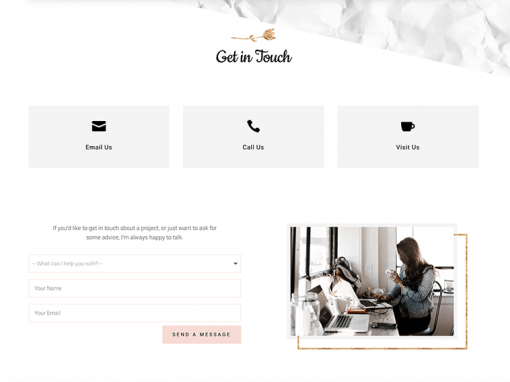 Get in Touch
Email Us
Call Us
Visit Us
If you'd like to get in touch about a project, or just want to ask for
some advice, I'm always happy to talk.
-- What can I help you with? --
Your Name
Your Email
SEND A MESSAGE